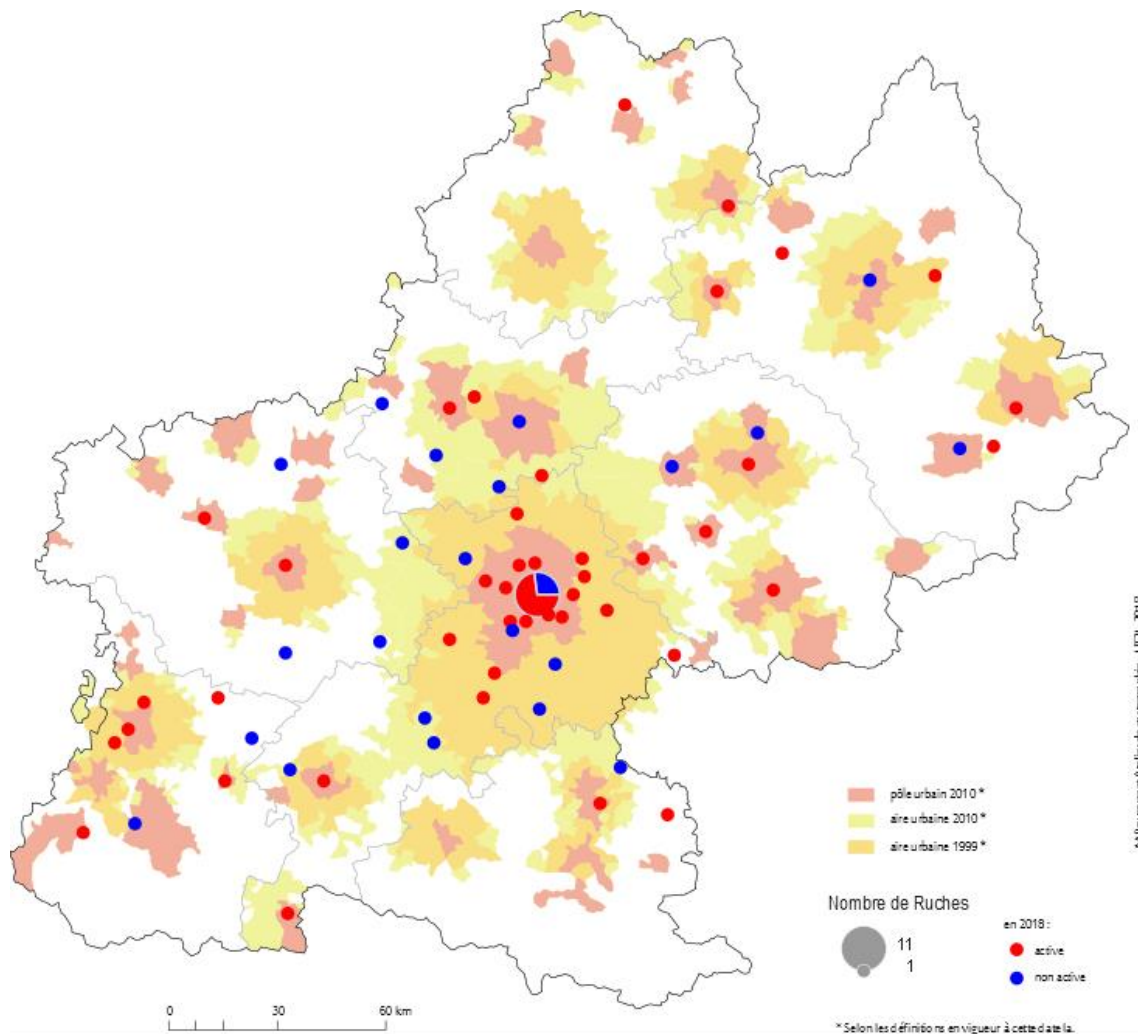 pôle urbain 2010 *
aire urbaine 2010 *
aire urbaine 1999 *
Nombre de Ruches
11
1
en 2018 :
active
non active
0 30 60 km
* Selon les définitions en vigueur à cette date la.